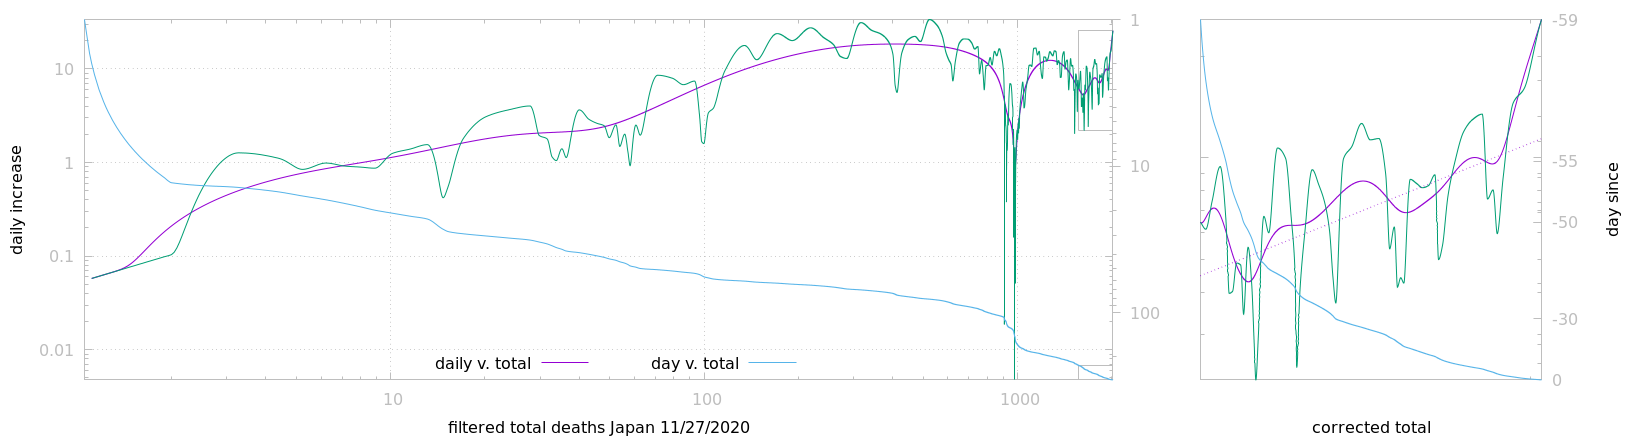 daily increase
10
1
0.1
0.01
10
100
1000
filtered total deaths Japan 11/27/2020
daily v. total
day v. total
1
10
100
-59
-55
-50
-30
0
day since
corrected total